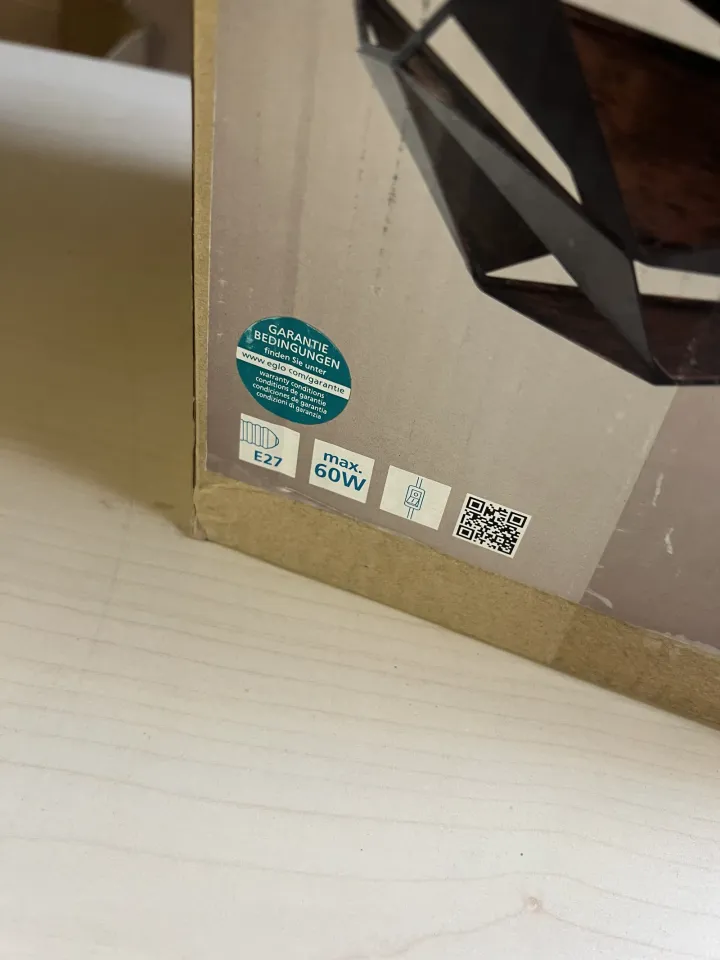 GARANTIE
BEDINGUNGEN
finden Sie unter
www eglo com/garantie
warranty conditions
conditions de garantie
condiciones de garantía
condizioni di garanzia
E27
max.
60W